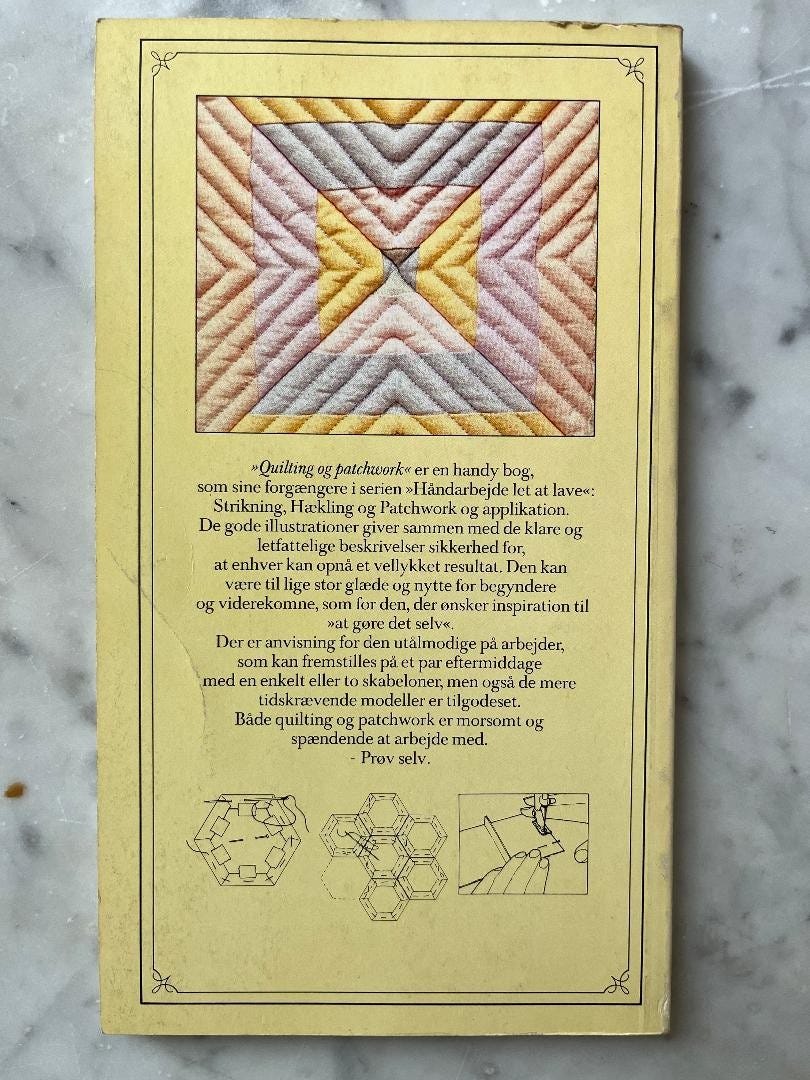 »Quilting og patchwork« er en handy bog,
som sine forgængere i serien »Håndarbejde let at lave«:
Strikning, Hækling og Patchwork og applikation.
De gode illustrationer giver sammen med de klare og
letfattelige beskrivelser sikkerhed for,
at enhver kan opnå et vellykket resultat. Den kan
være til lige stor glæde og nytte for begyndere
og viderekomne, som for den, der ønsker inspiration til
»at gøre det selv«.
Der er anvisning for den utålmodige på arbejder,
som kan fremstilles på et par eftermiddage
med en enkelt eller to skabeloner, men også de mere
tidskrævende modeller er tilgodeset.
Både quilting og patchwork er morsomt og
spændende at arbejde med.
- Prøv selv.